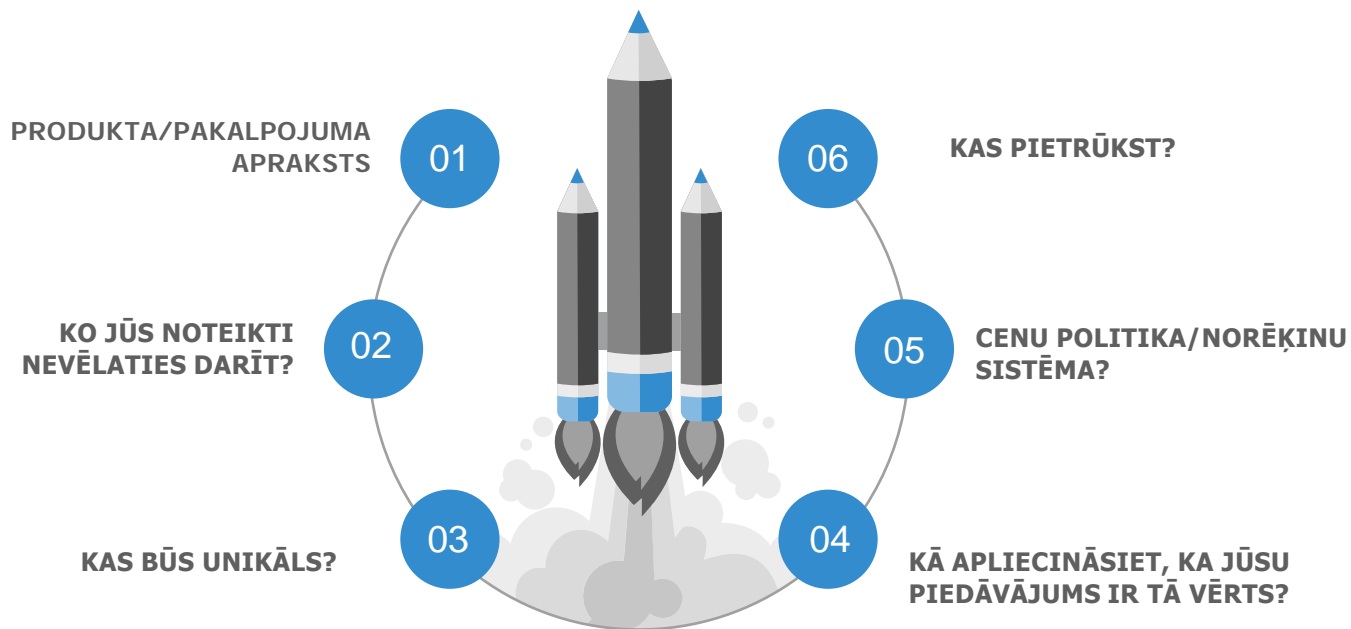 PRODUKTA/PAKALPOJUMA
APRAKSTS
01
KO JŪS NOTEIKTI
NEVĒLATIES DARĪT?
02
KAS BŪS UNIKĀLS?
03
04
KĀ APLIECINĀSIET, KA JŪSU
PIEDĀVĀJUMS IR TĀ VĒRTS?
05
CENU POLITIKA/NORĒĶINU
SISTĒMA?
06
KAS PIETRŪKST?